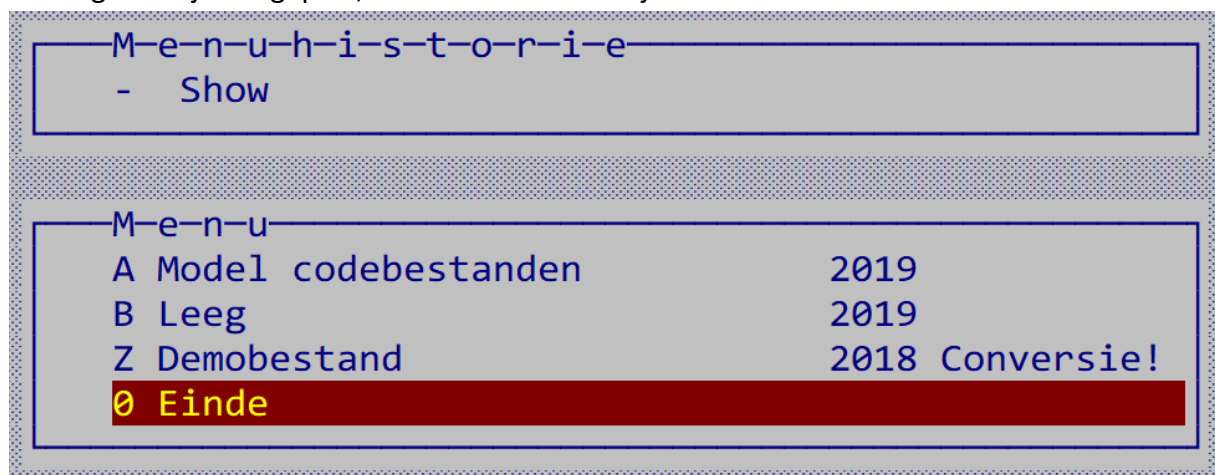 M-e-n-u-h-i-s-t-o-r-i-e
- Show
M-e-n-u
A Model codebestanden 2019
B Leeg 2019
Z Demobestand 2018 Conversie!
0 Einde